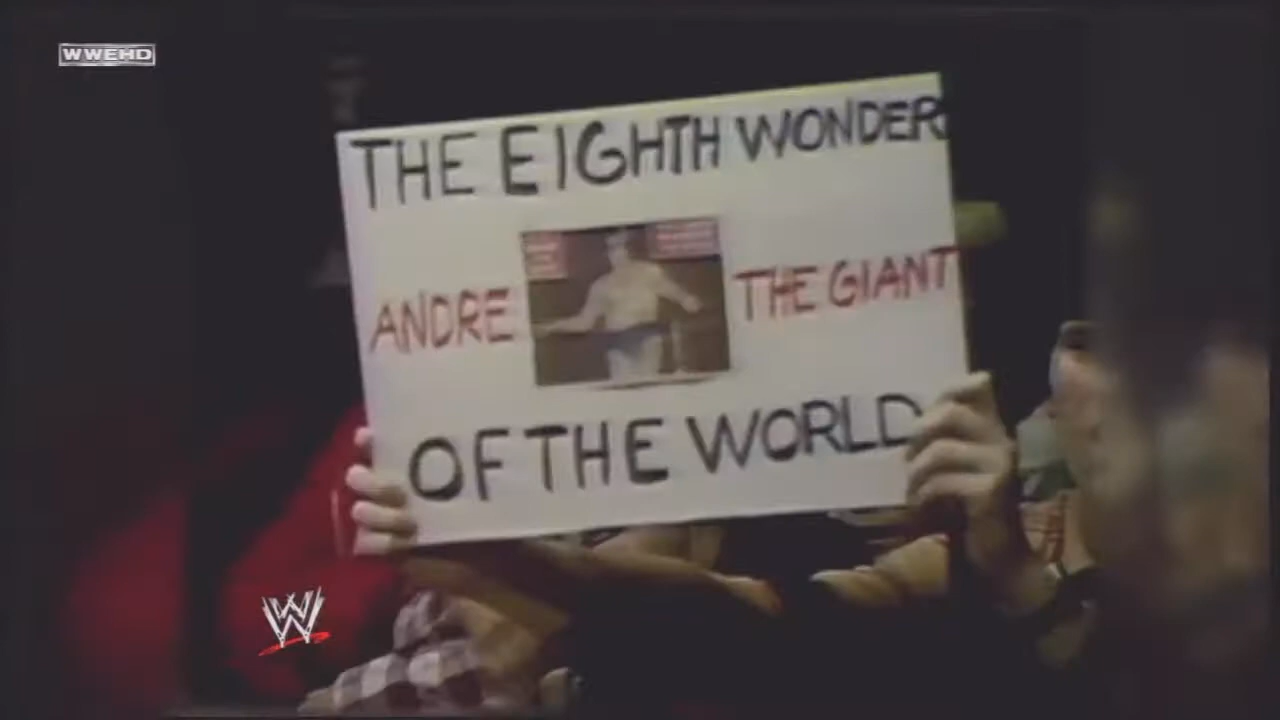 WWEHD
THE EIGHTH WONDER
ANDRE THE GIANT
OF THE WORLD
W